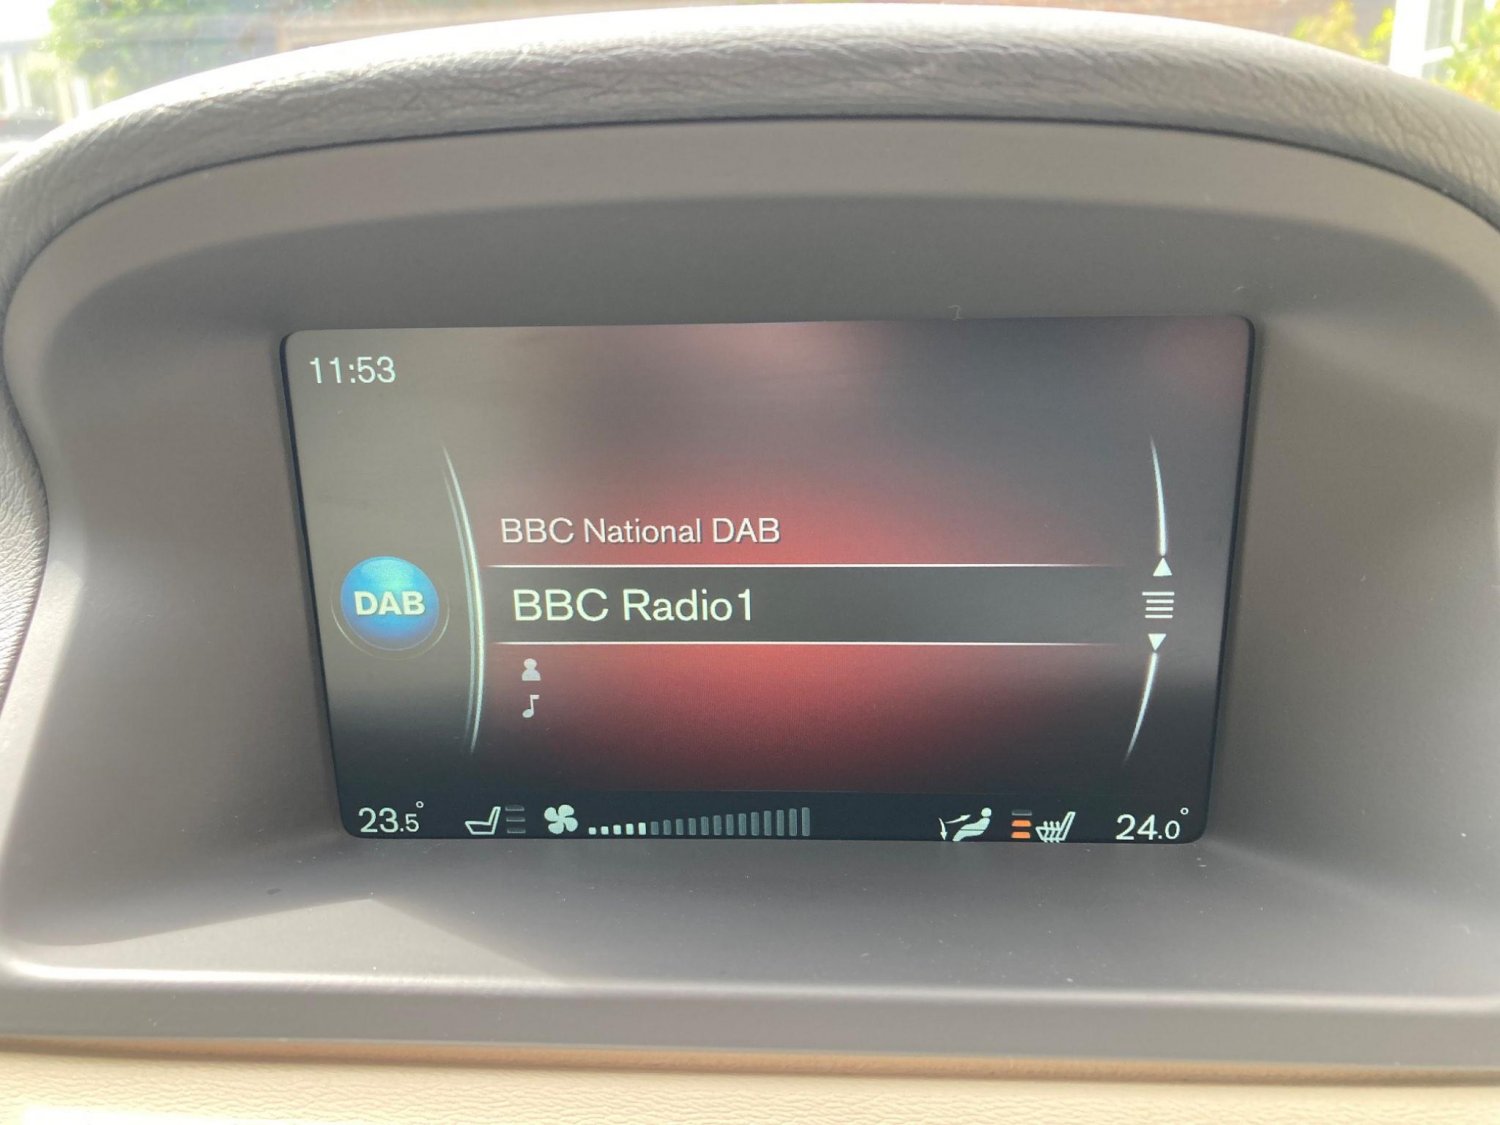 11:53
BBC National DAB
DAB
BBC Radio1
23.5°
24.0°